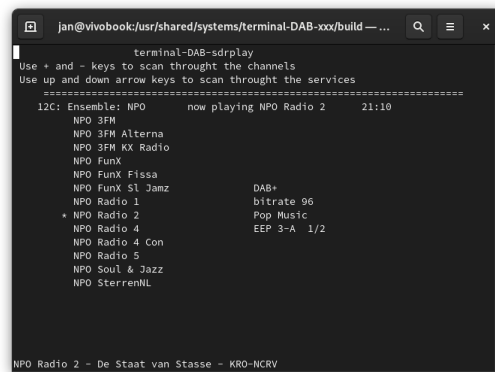 jan@vivobook:/usr/shared/systems/terminal-DAB-xxx/build — ...
terminal-DAB-sdrplay
Use + and - keys to scan throught the channels
Use up and down arrow keys to scan throught the services
======================================================================
12C: Ensemble: NPO now playing NPO Radio 2 21:10
NPO 3FM
NPO 3FM Alterna
NPO 3FM KX Radio
NPO FunX
NPO FunX Fissa
NPO FunX Sl Jamz DAB+
NPO Radio 1 bitrate 96
* NPO Radio 2 Pop Music
NPO Radio 4 EEP 3-A 1/2
NPO Radio 4 Con
NPO Radio 5
NPO Soul & Jazz
NPO SterrenNL
NPO Radio 2 - De Staat van Stasse - KRO-NCRV